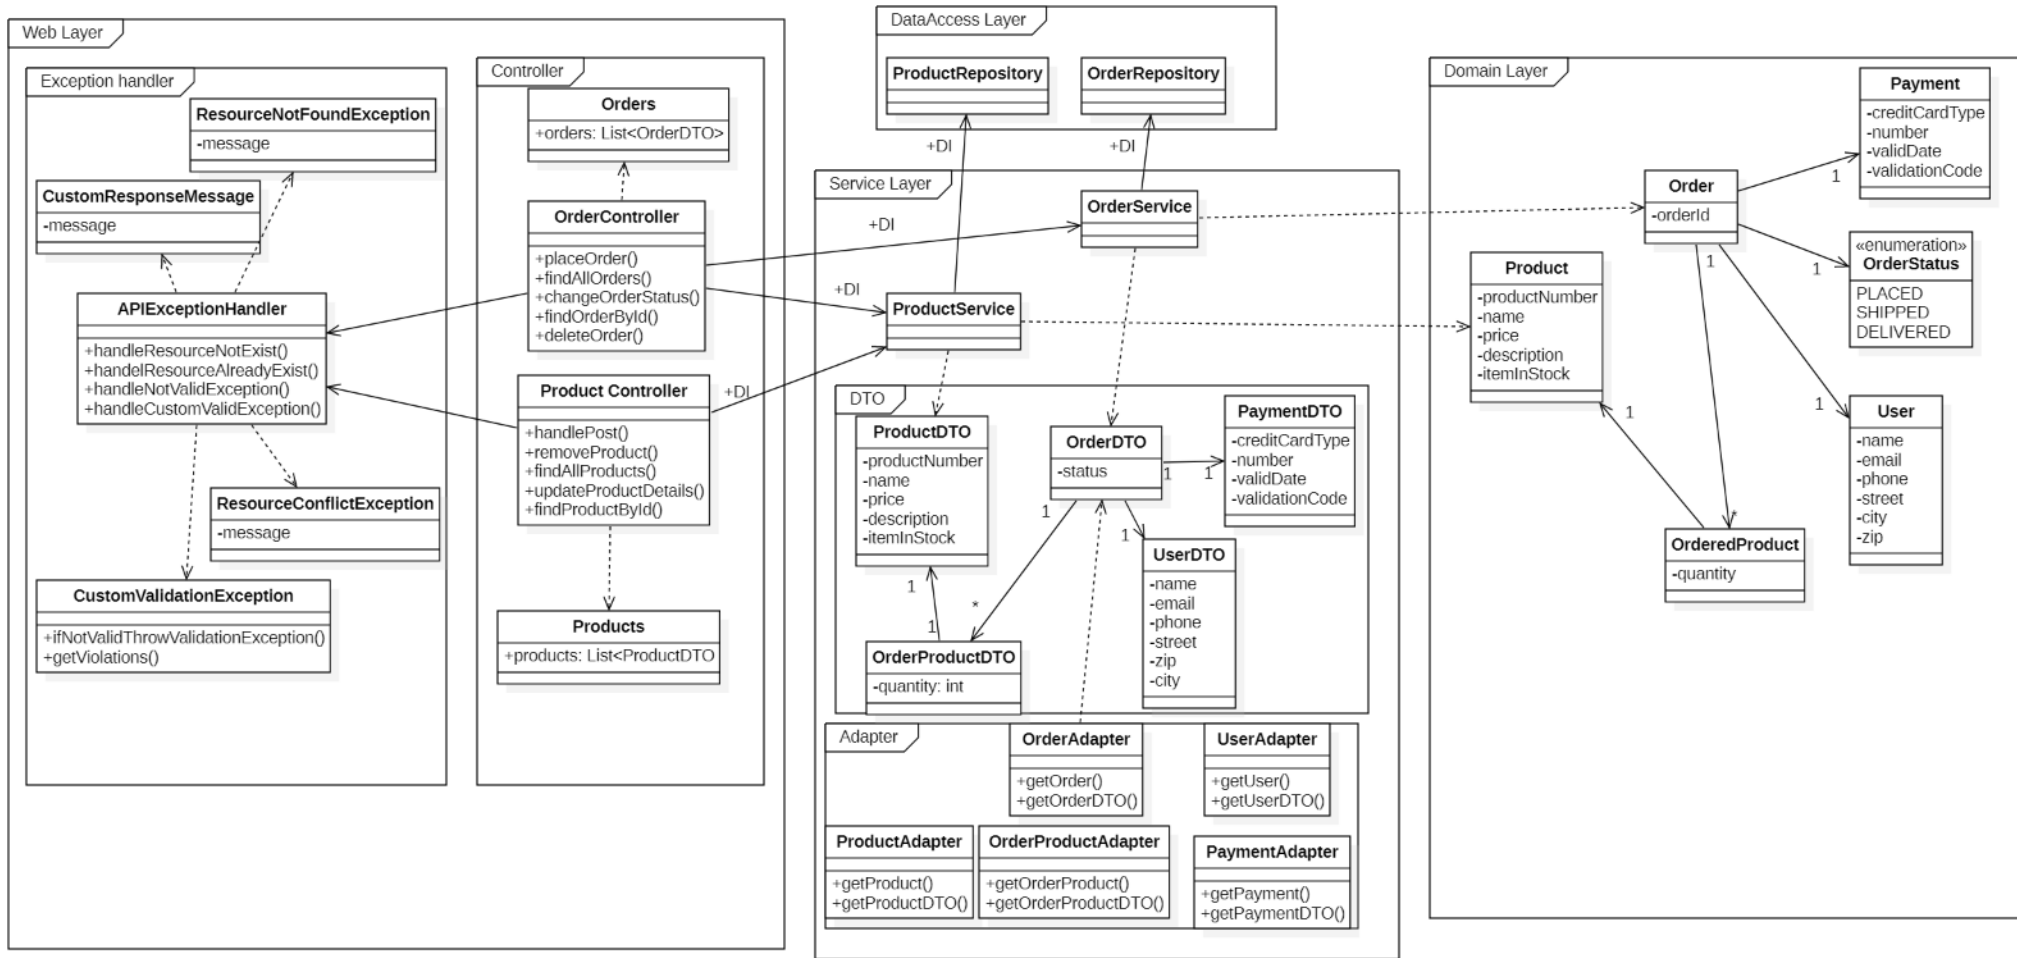 Web Layer
Exception handler
ResourceNotFoundException
-message
CustomResponseMessage
-message
APIExceptionHandler
+handleResourceNotExist()
+handelResourceAlreadyExist()
+handleNotValidException()
+handleCustomValidException()
ResourceConflictException
-message
CustomValidationException
+ifNotValidThrowValidationException()
+getViolations()
Controller
Orders
+orders: List<OrderDTO>
OrderController
+placeOrder()
+findAllOrders()
+changeOrderStatus()
+findOrderById()
+deleteOrder()
Product Controller
+handlePost()
+removeProduct()
+findAllProducts()
+updateProductDetails()
+findProductById()
Products
+products: List<ProductDTO
DataAccess Layer
ProductRepository
OrderRepository
+DI
+DI
+DI
+DI
+DI
Service Layer
OrderService
ProductService
DTO
ProductDTO
-productNumber
-name
-price
-description
-itemInStock
OrderDTO
-status
PaymentDTO
-creditCardType
-number
-validDate
-validationCode
1
1
1
1
UserDTO
-name
-email
-phone
-street
-zip
-city
1
1
*
OrderProductDTO
-quantity: int
Adapter
OrderAdapter
+getOrder()
+getOrderDTO()
UserAdapter
+getUser()
+getUserDTO()
ProductAdapter
+getProduct()
+getProductDTO()
OrderProductAdapter
+getOrderProduct()
+getOrderProductDTO()
PaymentAdapter
+getPayment()
+getPaymentDTO()
Domain Layer
Payment
-creditCardType
-number
-validDate
-validationCode
Order
-orderId
1
«enumeration»
OrderStatus
PLACED
SHIPPED
DELIVERED
1
1
Product
-productNumber
-name
-price
-description
-itemInStock
1
1
User
-name
-email
-phone
-street
-city
-zip
*
OrderedProduct
-quantity